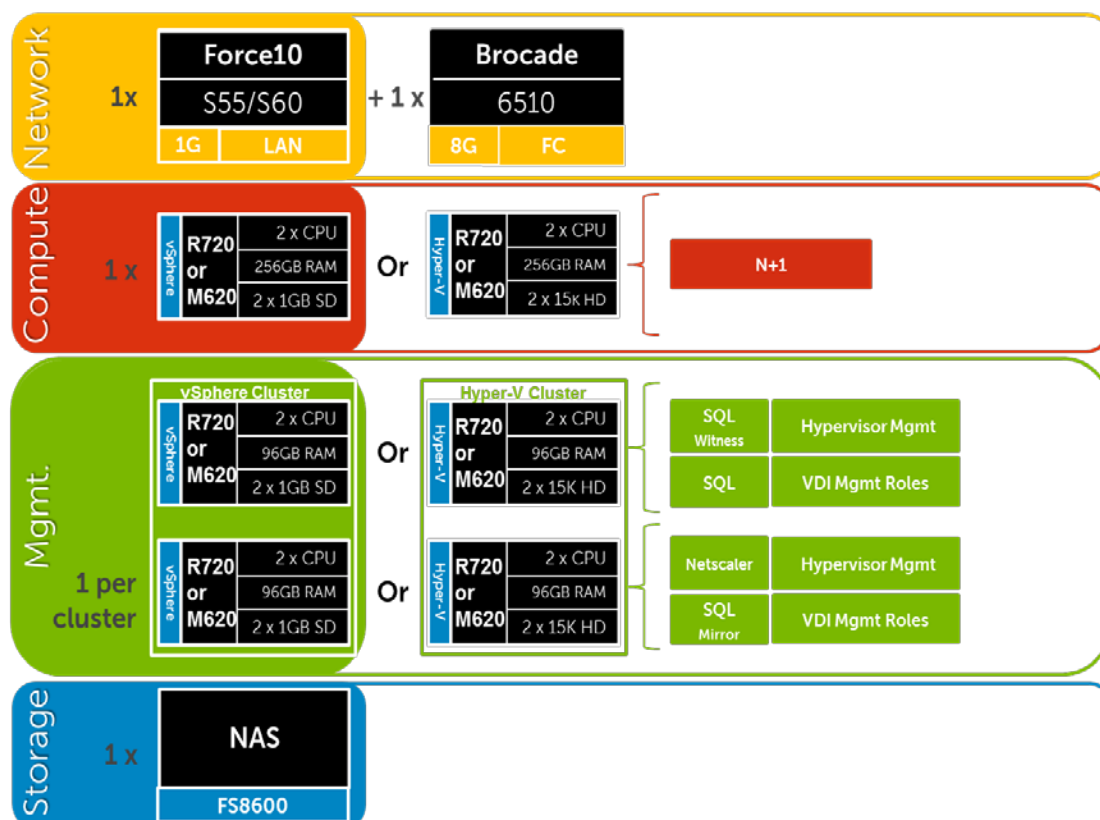 Network
1x
Force10
S55/S60
1G LAN
+ 1 x
Brocade
6510
8G FC
Compute
1 x
vSphere
R720
or
M620
2 x CPU
256GB RAM
2 x 1GB SD
Or
Hyper-V
R720
or
M620
2 x CPU
256GB RAM
2 x 15K HD
N+1
Mgmt.
1 per
cluster
vSphere Cluster
vSphere
R720
or
M620
2 x CPU
96GB RAM
2 x 1GB SD
Or
Hyper-V Cluster
Hyper-V
R720
or
M620
2 x CPU
96GB RAM
2 x 15K HD
SQL
Witness
Hypervisor Mgmt
SQL
VDI Mgmt Roles
vSphere
R720
or
M620
2 x CPU
96GB RAM
2 x 1GB SD
Or
Hyper-V
R720
or
M620
2 x CPU
96GB RAM
2 x 15K HD
Netscaler
Hypervisor Mgmt
SQL
Mirror
VDI Mgmt Roles
Storage
1 x
NAS
FS8600